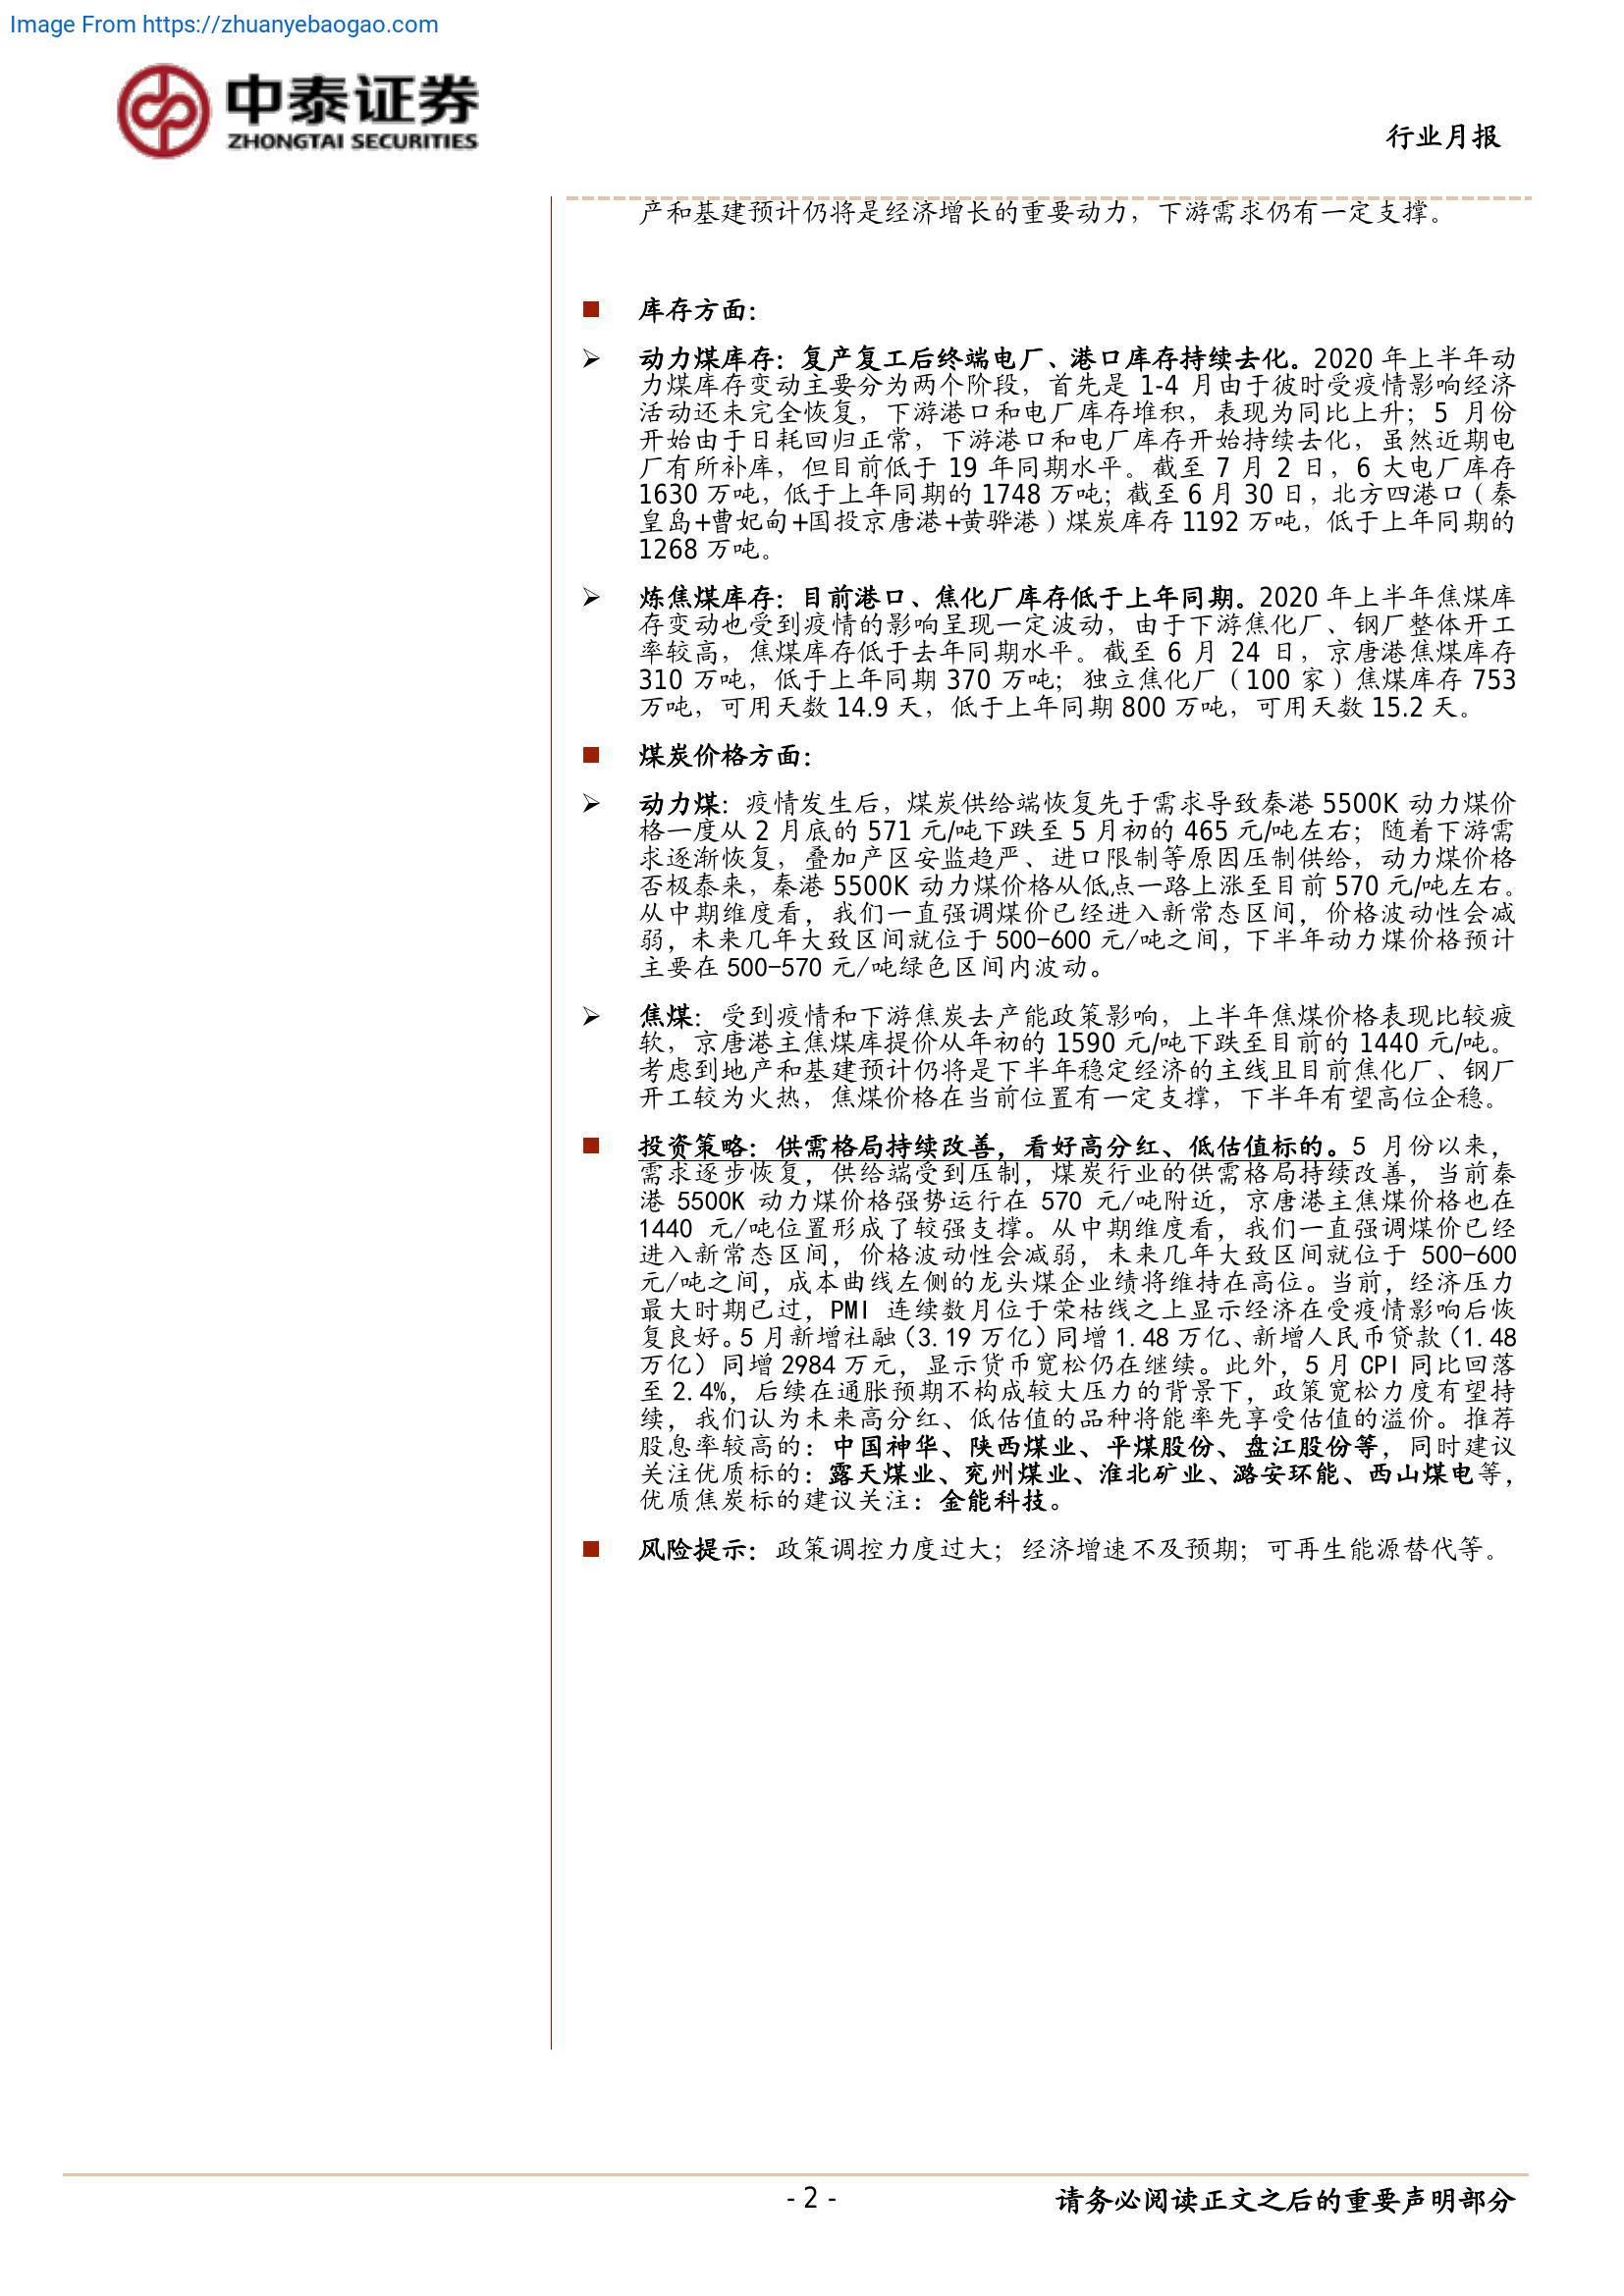 Image From https://zhuanyebaogao.com
中泰证券
ZHONGTAI SECURITIES
行业月报
产和基建预计仍将是经济增长的重要动力，下游需求仍有一定支撑。
■ 库存方面：
➢ 动力煤库存：复产复工后终端电厂、港口库存持续去化。2020 年上半年动
力煤库存变动主要分为两个阶段，首先是 1-4 月由于彼时受疫情影响经济
活动还未完全恢复，下游港口和电厂库存堆积，表现为同比上升；5 月份
开始由于日耗回归正常，下游港口和电厂库存开始持续去化，虽然近期电
厂有所补库，但目前低于 19 年同期水平。截至 7 月 2 日，6 大电厂库存
1630 万吨，低于上年同期的 1748 万吨；截至 6 月 30 日，北方四港口（秦
皇岛+曹妃甸+国投京唐港+黄骅港）煤炭库存 1192 万吨，低于上年同期的
1268 万吨。
➢ 炼焦煤库存：目前港口、焦化厂库存低于上年同期。2020 年上半年焦煤库
存变动也受到疫情的影响呈现一定波动，由于下游焦化厂、钢厂整体开工
率较高，焦煤库存低于去年同期水平。截至 6 月 24 日，京唐港焦煤库存
310 万吨，低于上年同期 370 万吨；独立焦化厂（100 家）焦煤库存 753
万吨，可用天数 14.9 天，低于上年同期 800 万吨，可用天数 15.2 天。
■ 煤炭价格方面：
➢ 动力煤：疫情发生后，煤炭供给端恢复先于需求导致秦港 5500K 动力煤价
格一度从 2 月底的 571 元/吨下跌至 5 月初的 465 元/吨左右；随着下游需
求逐渐恢复，叠加产区安监趋严、进口限制等原因压制供给，动力煤价格
否极泰来，秦港 5500K 动力煤价格从低点一路上涨至目前 570 元/吨左右。
从中期维度看，我们一直强调煤价已经进入新常态区间，价格波动性会减
弱，未来几年大致区间就位于 500-600 元/吨之间，下半年动力煤价格预计
主要在 500-570 元/吨绿色区间内波动。
➢ 焦煤：受到疫情和下游焦炭去产能政策影响，上半年焦煤价格表现比较疲
软，京唐港主焦煤库提价从年初的 1590 元/吨下跌至目前的 1440 元/吨。
考虑到地产和基建预计仍将是下半年稳定经济的主线且目前焦化厂、钢厂
开工较为火热，焦煤价格在当前位置有一定支撑，下半年有望高位企稳。
■ 投资策略：供需格局持续改善，看好高分红、低估值标的。5 月份以来，
需求逐步恢复，供给端受到压制，煤炭行业的供需格局持续改善，当前秦
港 5500K 动力煤价格强势运行在 570 元/吨附近，京唐港主焦煤价格也在
1440 元/吨位置形成了较强支撑。从中期维度看，我们一直强调煤价已经
进入新常态区间，价格波动性会减弱，未来几年大致区间就位于 500-600
元/吨之间，成本曲线左侧的龙头煤企业绩将维持在高位。当前，经济压力
最大时期已过，PMI 连续数月位于荣枯线之上显示经济在受疫情影响后恢
复良好。5 月新增社融（3.19 万亿）同增 1.48 万亿、新增人民币贷款（1.48
万亿）同增 2984 万元，显示货币宽松仍在继续。此外，5 月 CPI 同比回落
至 2.4%，后续在通胀预期不构成较大压力的背景下，政策宽松力度有望持
续，我们认为未来高分红、低估值的品种将能率先享受估值的溢价。推荐
股息率较高的：中国神华、陕西煤业、平煤股份、盘江股份等，同时建议
关注优质标的：露天煤业、兖州煤业、淮北矿业、潞安环能、西山煤电等，
优质焦炭标的建议关注：金能科技。
■ 风险提示：政策调控力度过大；经济增速不及预期；可再生能源替代等。
- 2 -
请务必阅读正文之后的重要声明部分